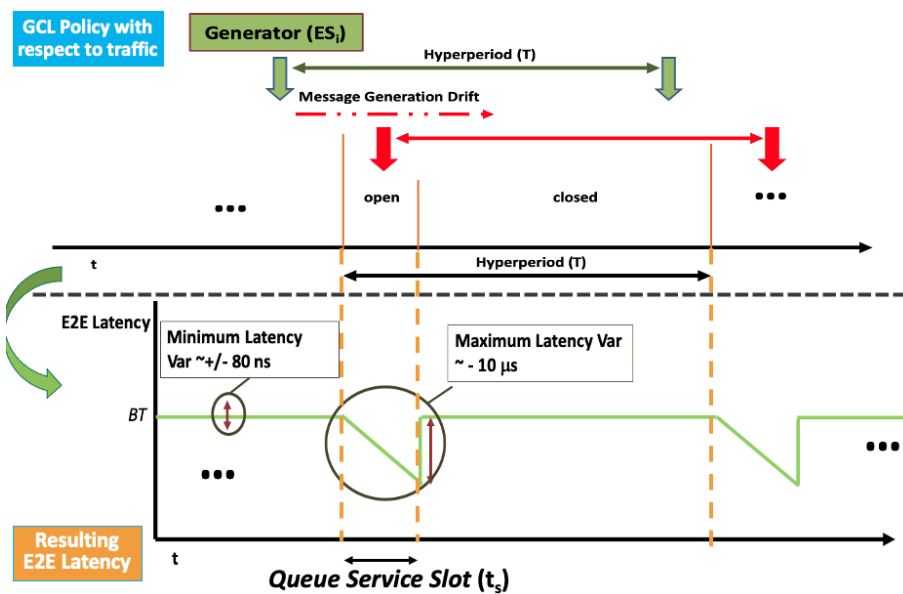 GCL Policy with
respect to traffic
Generator (ESi)
Hyperperiod (T)
Message Generation Drift
open
closed
...
...
t
Hyperperiod (T)
E2E Latency
Minimum Latency
Var ~+/- 80 ns
Maximum Latency Var
~ - 10 µs
BT
...
...
Resulting
E2E Latency
t
Queue Service Slot (ts)